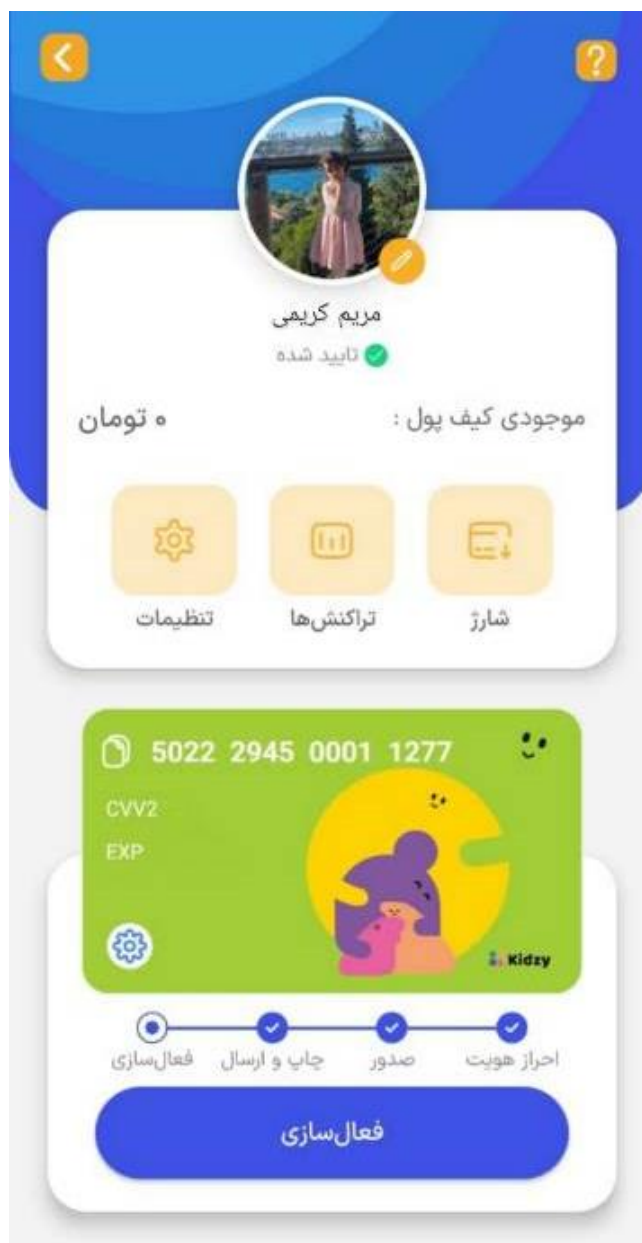 مریم کریمی
تایید شده
موجودی کیف پول : ۰ تومان
شارژ
تراکنش‌ها
تنظیمات
5022 2945 0001 1277
CVV2
EXP
Kidzy
احراز هویت
صدور
چاپ و ارسال
فعال‌سازی
فعال‌سازی